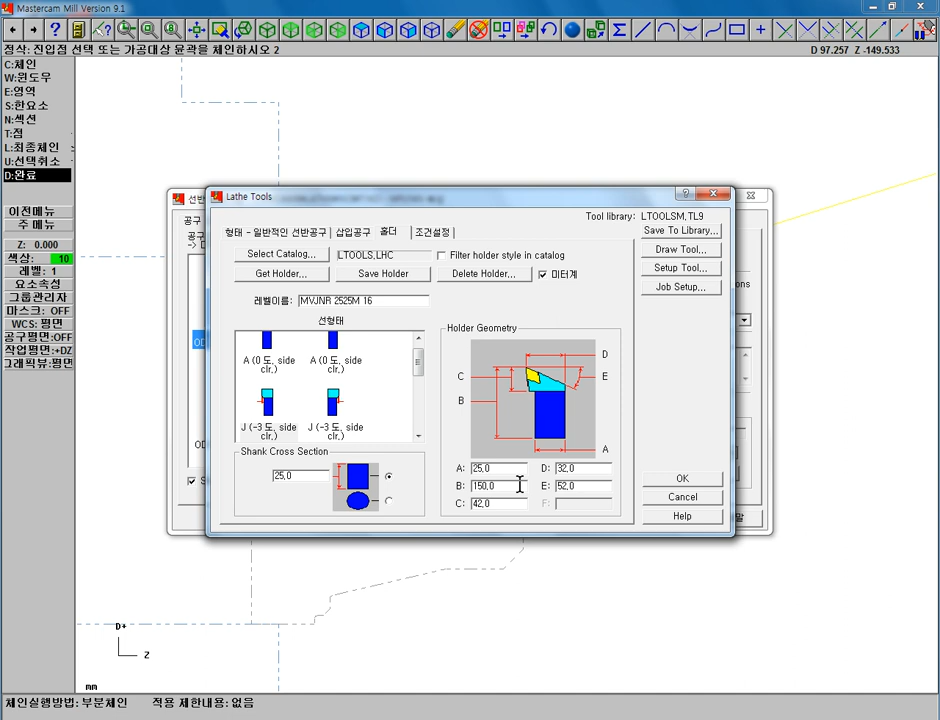 Mastercam Mill Version 9.1
정삭: 진입점 선택 또는 가공대상 윤곽을 체인하시오 2
D 97.257 Z -149.533
C:체인
W:윈도우
E:영역
S:한요소
N:섹션
T:점
L:최종체인
U:선택취소
D:완료
이전메뉴
주 메뉴
Z: 0.000
색상: 10
레벨: 1
요소속성
그룹관리자
마스크: OFF
WCS: 평면
공구평면:OFF
작업평면:+DZ
그래픽뷰:평면
선반
공구
공구
-> D
OD
OD
ons
말
Lathe Tools
Tool library: LTOOLSM,TL9
형태 - 일반적인 선반공구
삽입공구
홀더
조건설정
Save To Library...
Draw Tool...
Setup Tool...
Job Setup...
Select Catalog...
LTOOLS,LHC
Filter holder style in catalog
Get Holder...
Save Holder
Delete Holder...
미터계
레벨이름: MVJNR 2525M 16
선형태
A (0 도, side clr.)
A (0 도, side clr.)
J (-3 도, side clr.)
J (-3 도, side clr.)
Shank Cross Section
25,0
Holder Geometry
D
C
E
B
A
A: 25,0
D: 32,0
B: 150,0
E: 52,0
C: 42,0
F:
OK
Cancel
Help
D+
Z
mm
체인실행방법: 부분체인
적용 제한내용: 없음